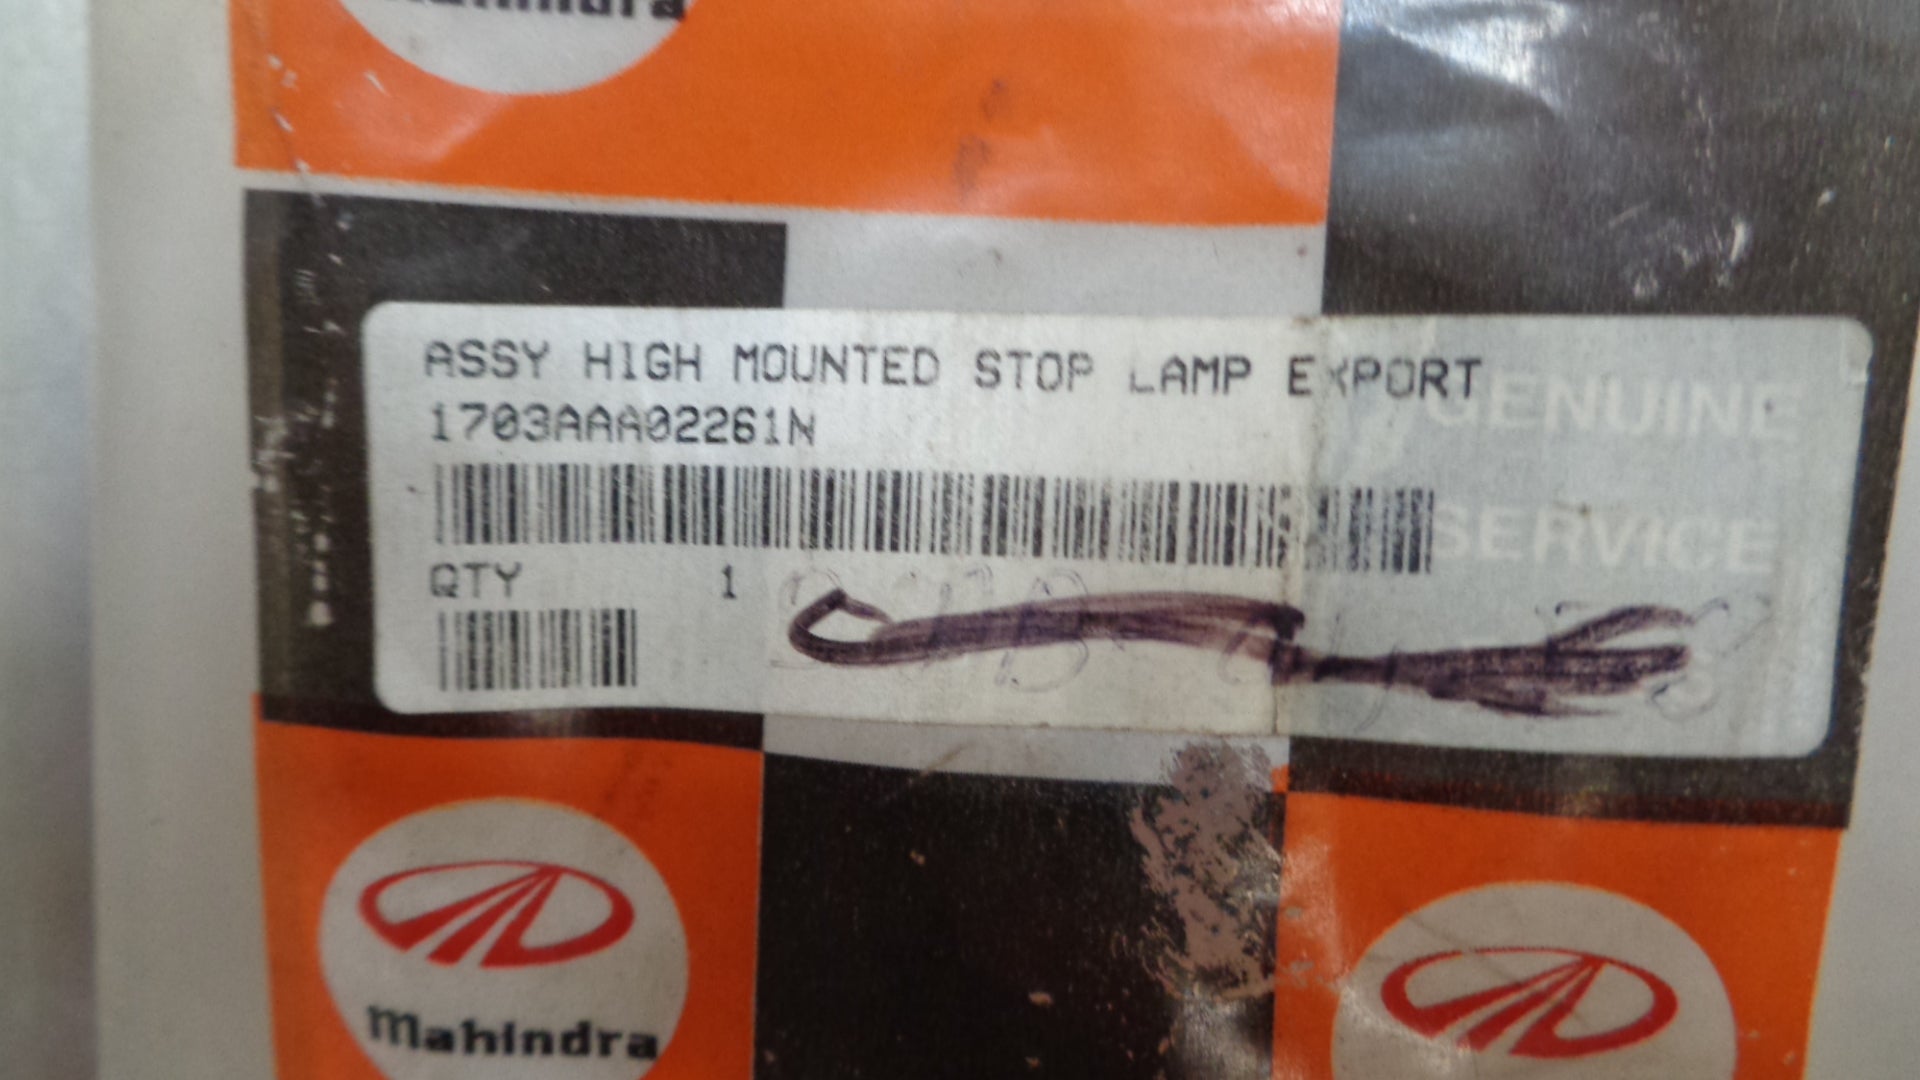 Mahindra
ASSY HIGH MOUNTED STOP LAMP EXPORT
1703AAA02261N
GENUINE
SERVICE
QTY 1
Mahindra